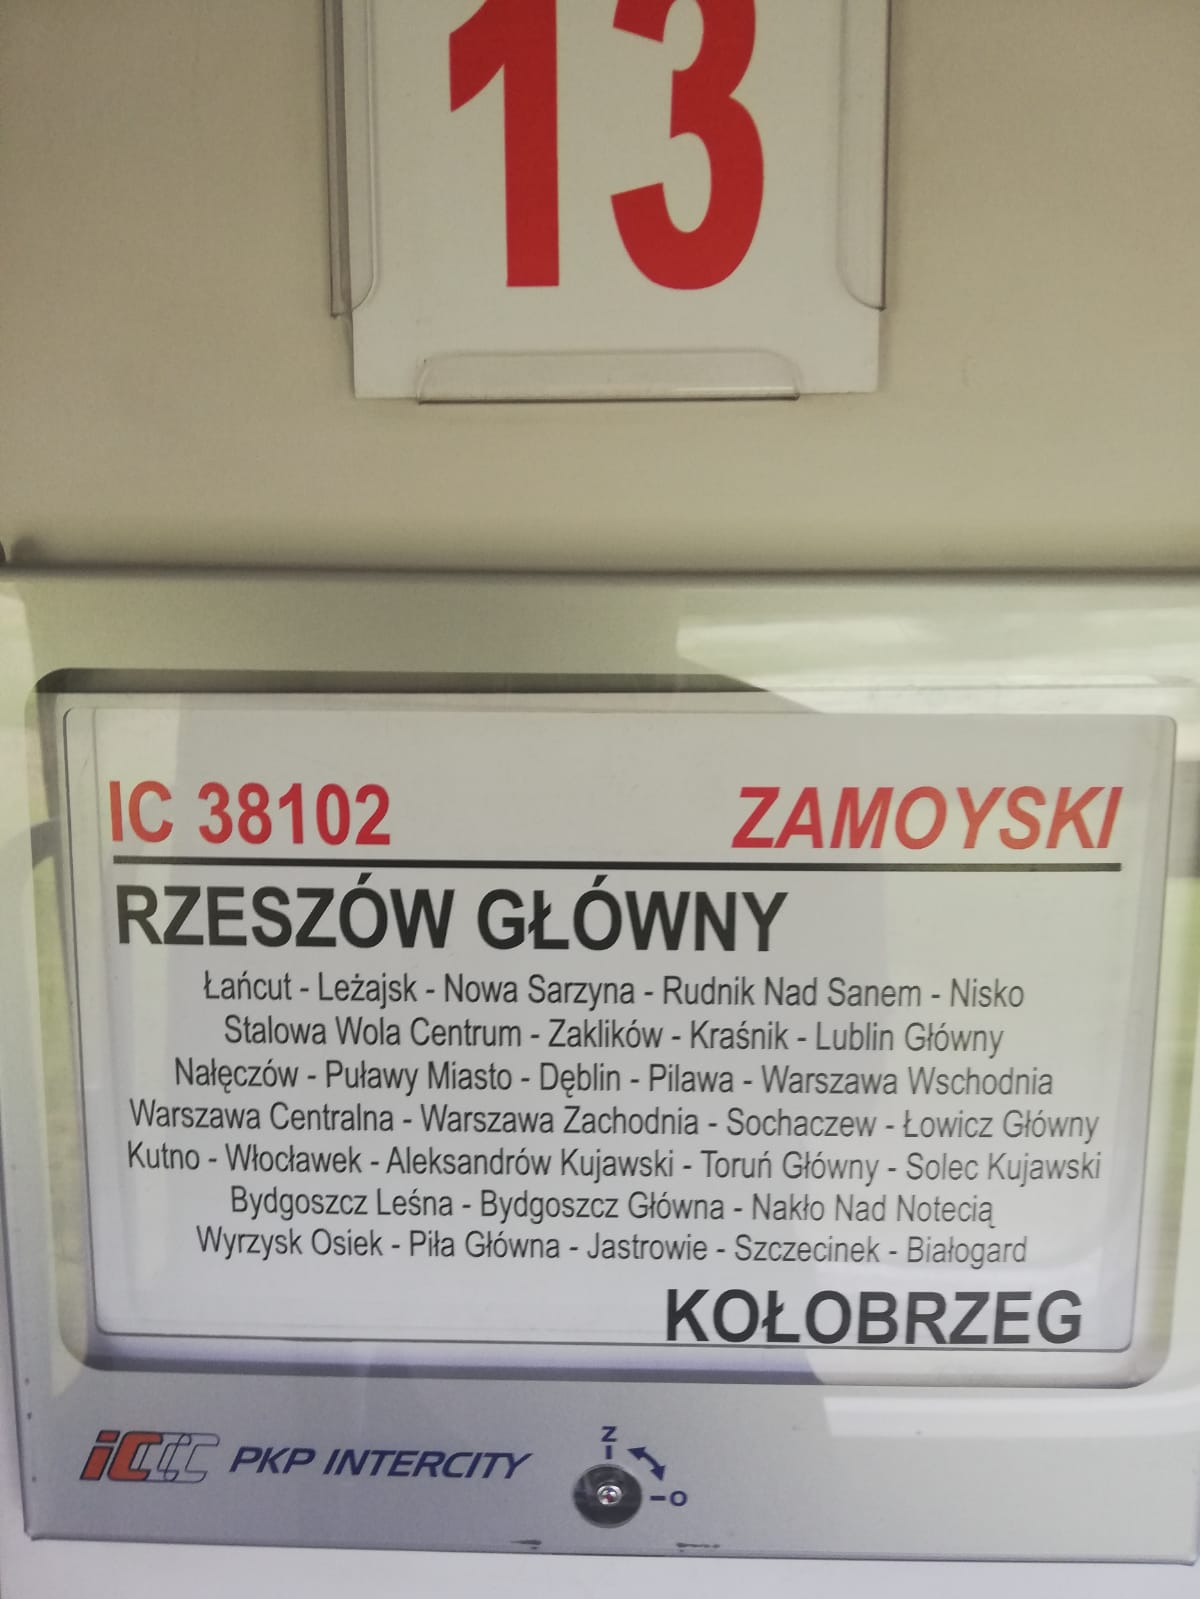 13
IC 38102 ZAMOYSKI
RZESZÓW GŁÓWNY
Łańcut - Leżajsk - Nowa Sarzyna - Rudnik Nad Sanem - Nisko
Stalowa Wola Centrum - Zaklików - Kraśnik - Lublin Główny
Nałęczów - Puławy Miasto - Dęblin - Pilawa - Warszawa Wschodnia
Warszawa Centralna - Warszawa Zachodnia - Sochaczew - Łowicz Główny
Kutno - Włocławek - Aleksandrów Kujawski - Toruń Główny - Solec Kujawski
Bydgoszcz Leśna - Bydgoszcz Główna - Nakło Nad Notecią
Wyrzysk Osiek - Piła Główna - Jastrowie - Szczecinek - Białogard
KOŁOBRZEG
IC PKP INTERCITY
Z
O